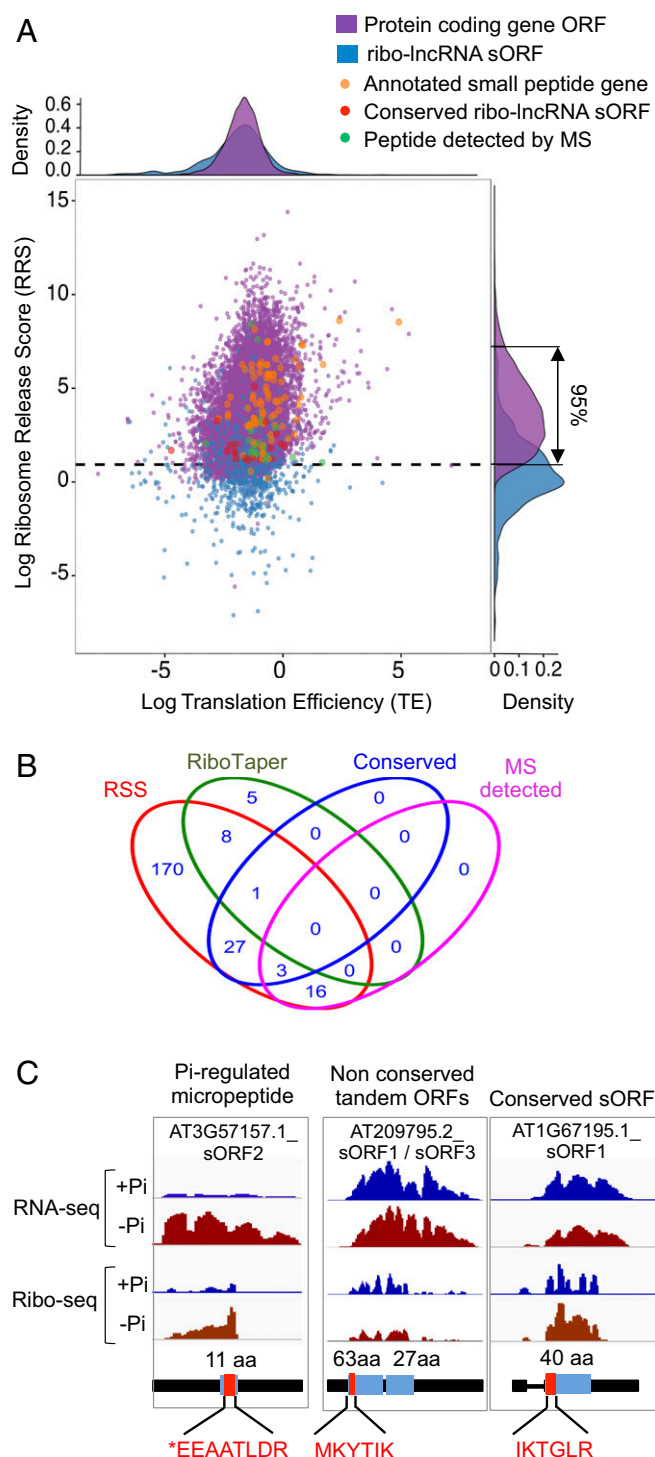 A
Protein coding gene ORF
ribo-lncRNA sORF
Annotated small peptide gene
Conserved ribo-lncRNA sORF
Peptide detected by MS
Density
0.6
0.4
0.2
0.0
Log Ribosome Release Score (RRS)
15
10
5
0
-5
95%
-5
0
5
0 0.1 0.2
Log Translation Efficiency (TE)
Density
B
RiboTaper
Conserved
RSS
MS
detected
5
0
8
0
0
170
0
1
0
0
27
0
3
0
16
C
Pi-regulated
micropeptide
Non conserved
tandem ORFs
Conserved sORF
AT3G57157.1_
sORF2
AT209795.2_
sORF1 / sORF3
AT1G67195.1_
sORF1
RNA-seq
+Pi
-Pi
Ribo-seq
+Pi
-Pi
11 aa
63aa
27aa
40 aa
*EEAATLDR
MKYTIK
IKTGLR